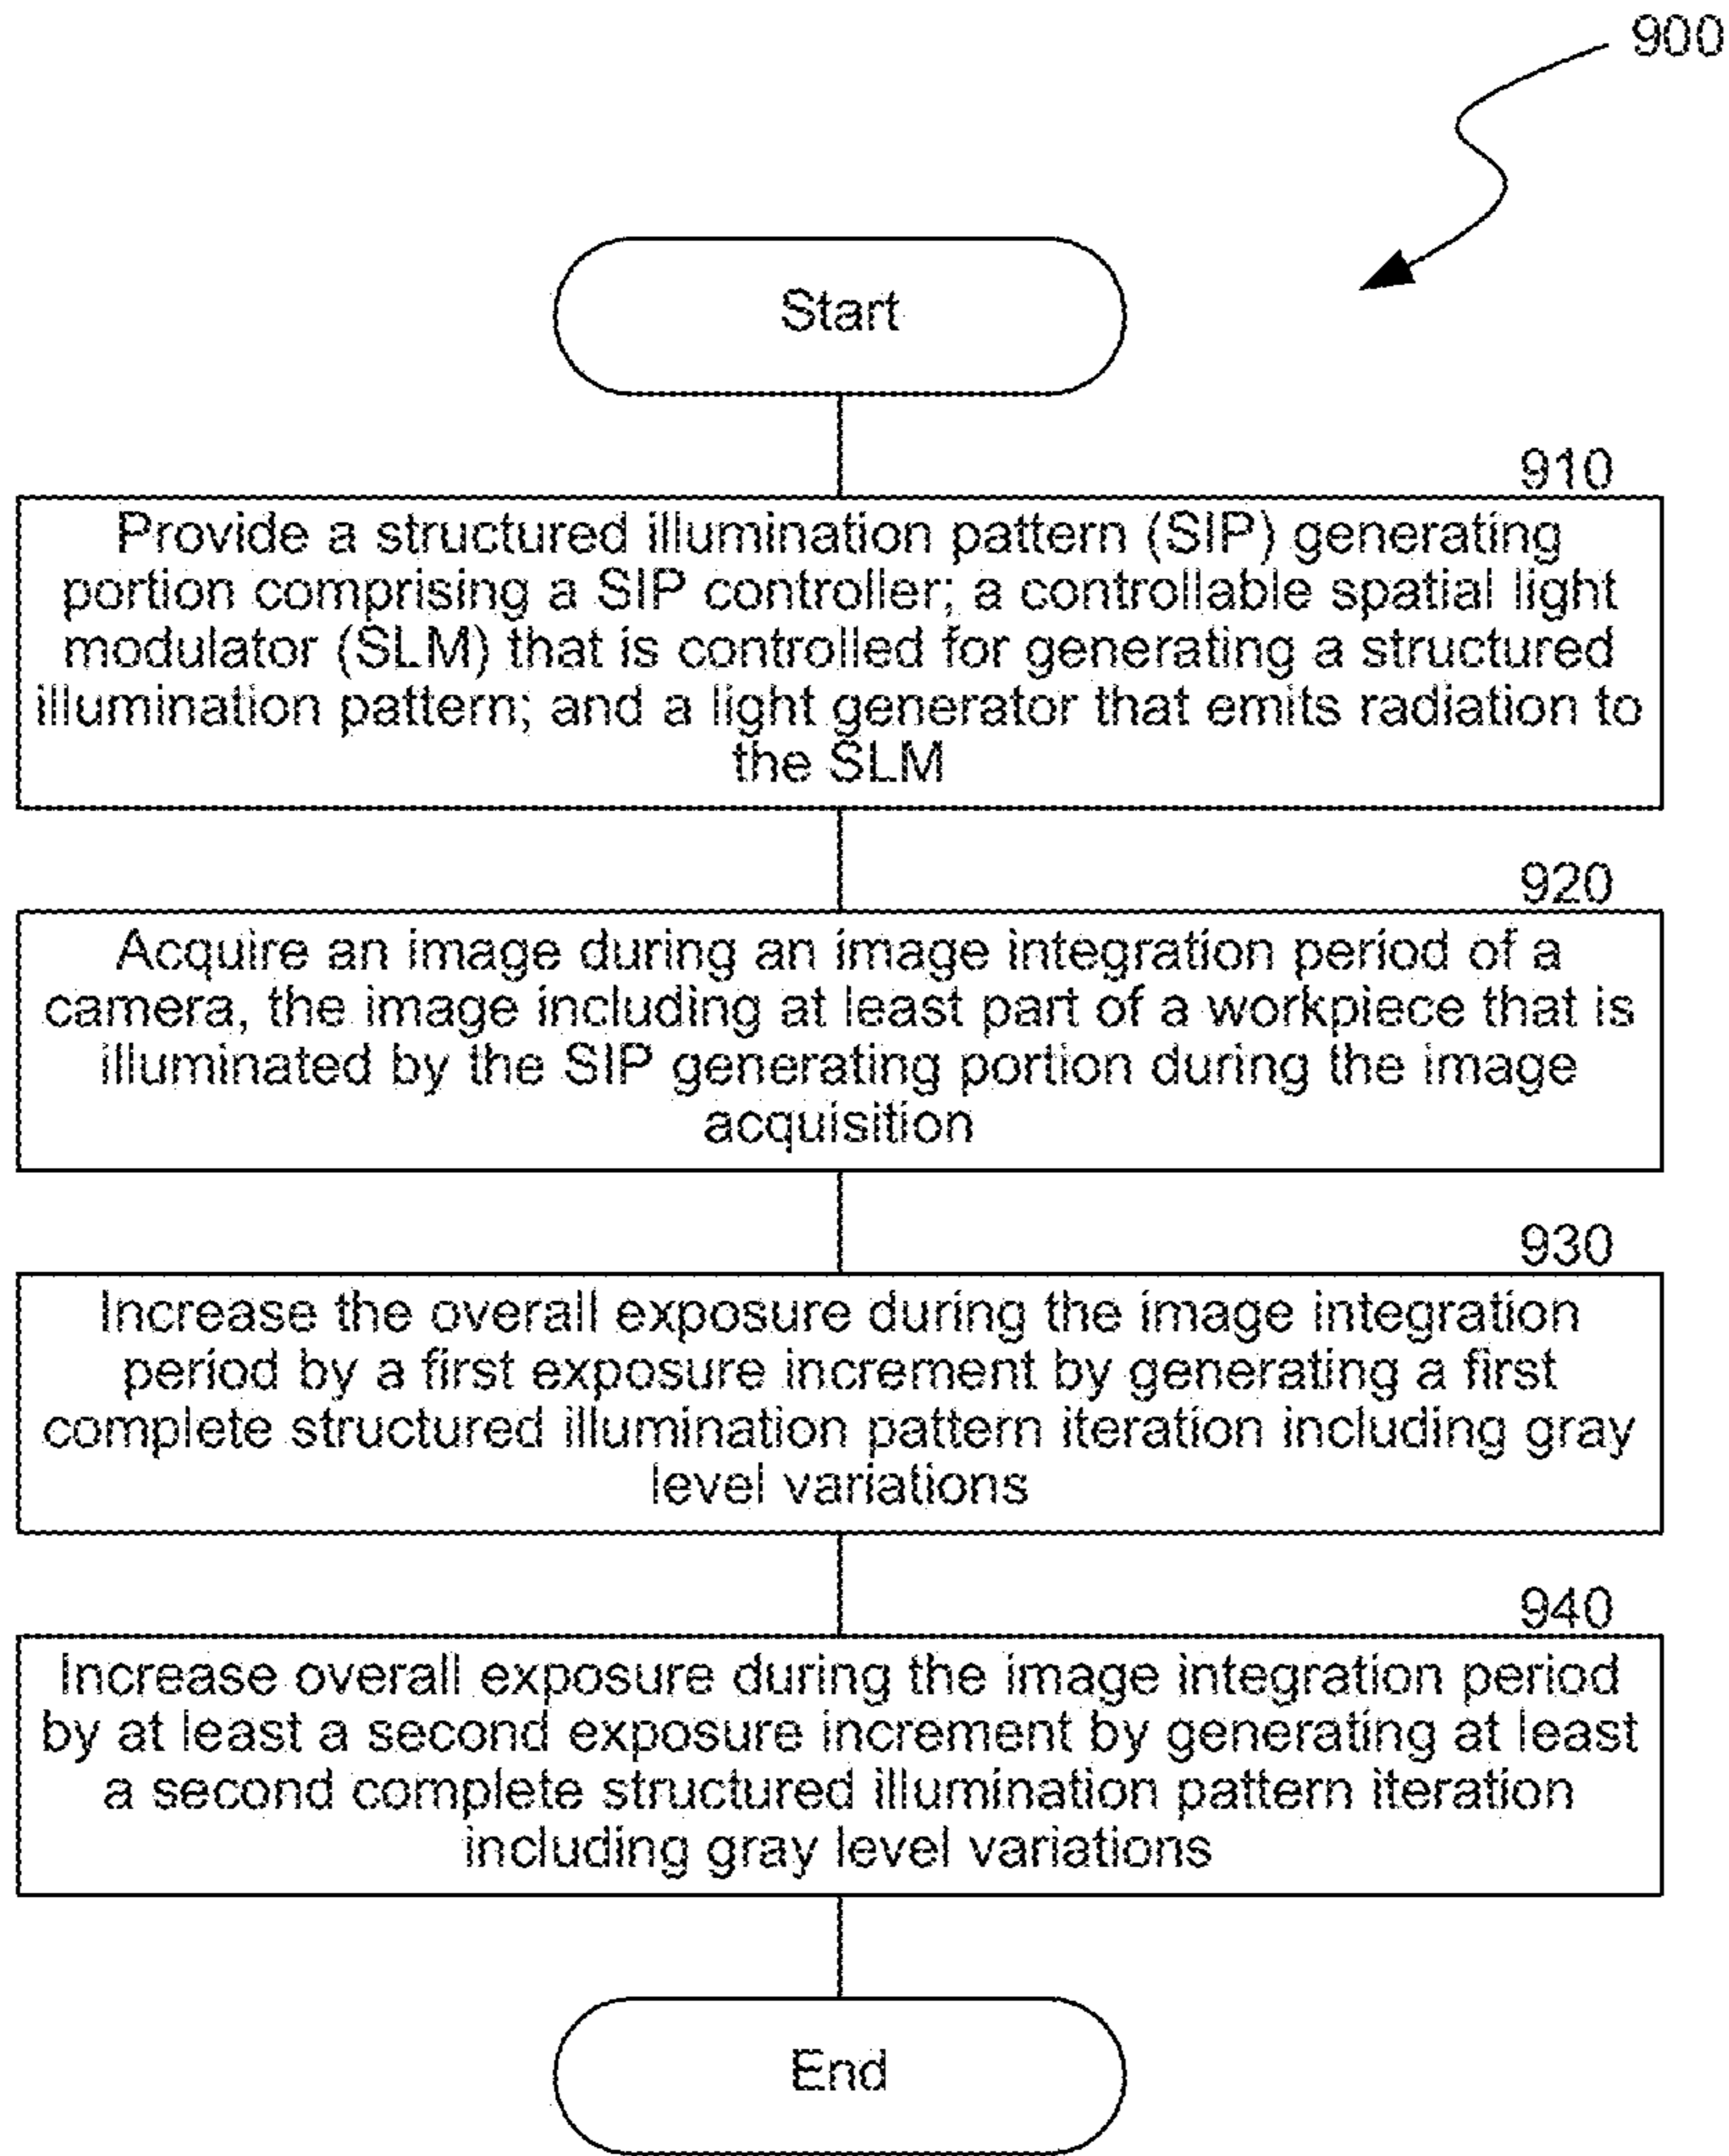 900
Start
910
Provide a structured illumination pattern (SIP) generating
portion comprising a SIP controller; a controllable spatial light
modulator (SLM) that is controlled for generating a structured
illumination pattern; and a light generator that emits radiation to
the SLM
920
Acquire an image during an image integration period of a
camera, the image including at least part of a workpiece that is
illuminated by the SIP generating portion during the image
acquisition
930
Increase the overall exposure during the image integration
period by a first exposure increment by generating a first
complete structured illumination pattern iteration including gray
level variations
940
Increase overall exposure during the image integration period
by at least a second exposure increment by generating at least
a second complete structured illumination pattern iteration
including gray level variations
End